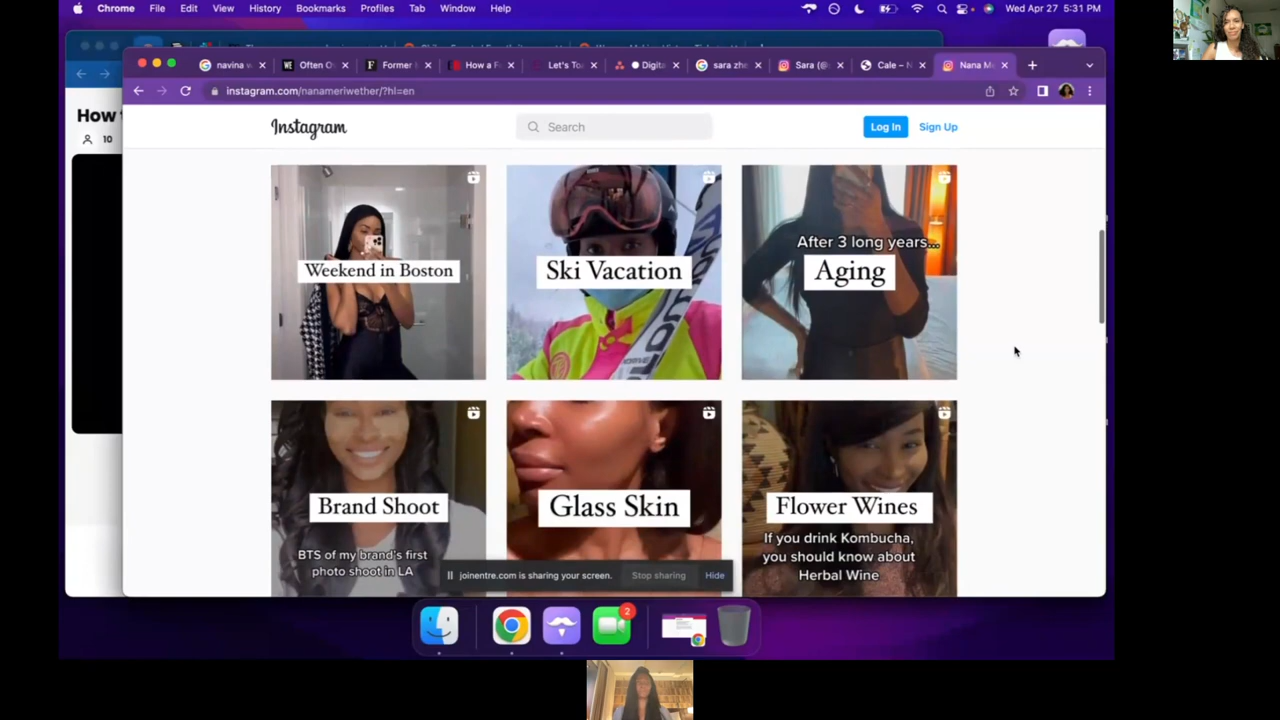 Chrome File Edit View History Bookmarks Profiles Tab Window Help Wed Apr 27 5:31 PM
navina v Often O Former How a F Let's To Digita sara zh Sara (@ Cale – N Nana M
instagram.com/nanameriwether/?hl=en
How
10
Instagram Search Log In Sign Up
Weekend in Boston
Ski Vacation
After 3 long years...
Aging
Brand Shoot
BTS of my brand's first
photo shoot in LA
Glass Skin
Flower Wines
If you drink Kombucha,
you should know about
Herbal Wine
joinentre.com is sharing your screen. Stop sharing Hide
2